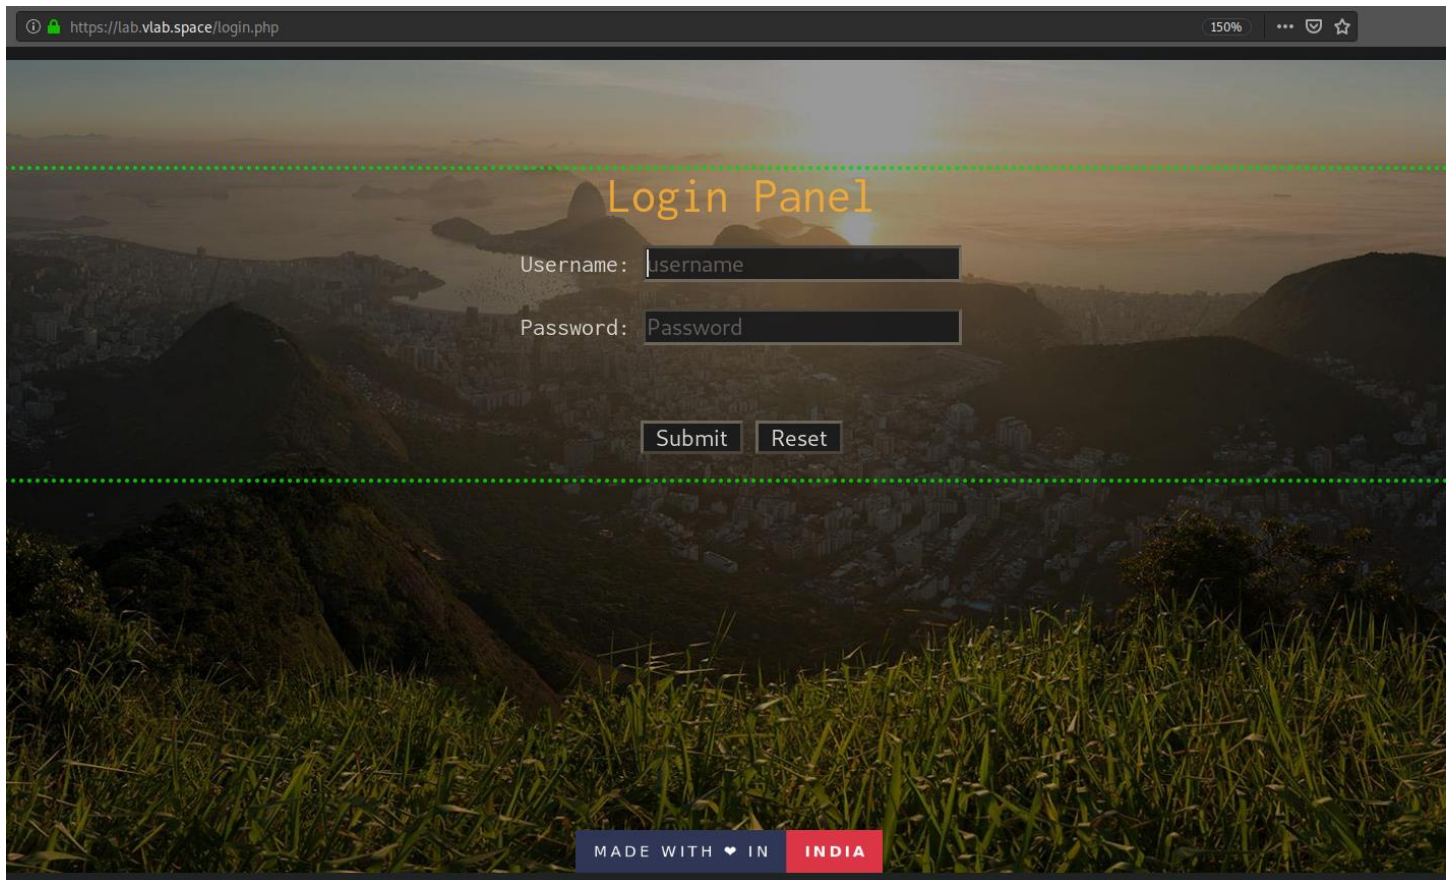 https://lab.vlab.space/login.php 150%
Login Panel
Username: username
Password: Password
Submit Reset
MADE WITH ❤ IN INDIA